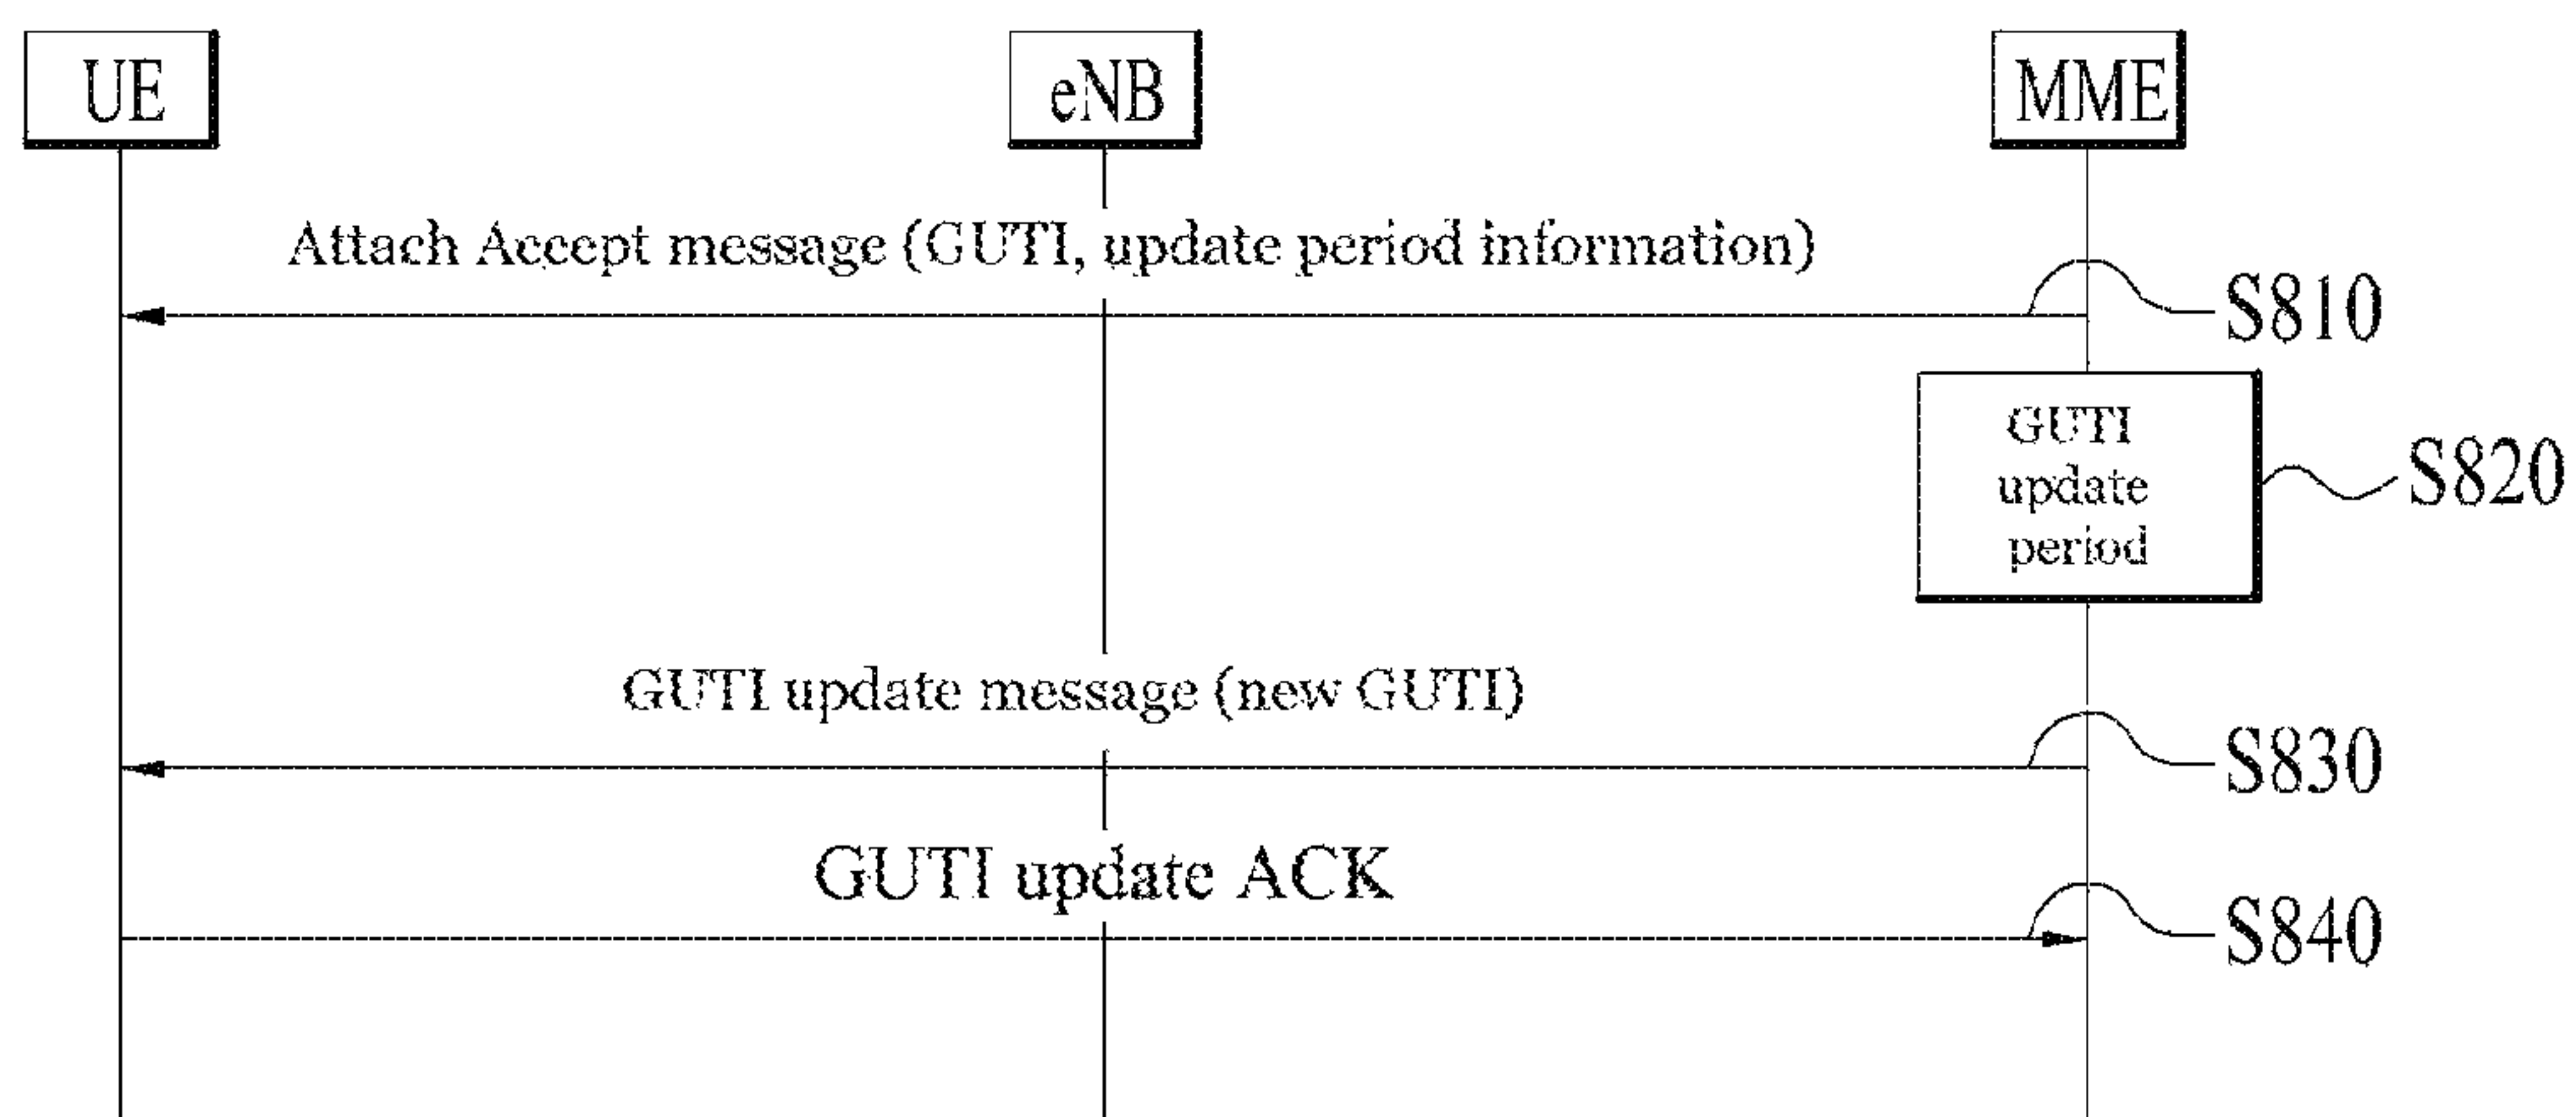 UE
eNB
MME
Attach Accept message (GUTI, update period information)
S810
GUTI
update
period
S820
GUTI update message (new GUTI)
S830
GUTI update ACK
S840